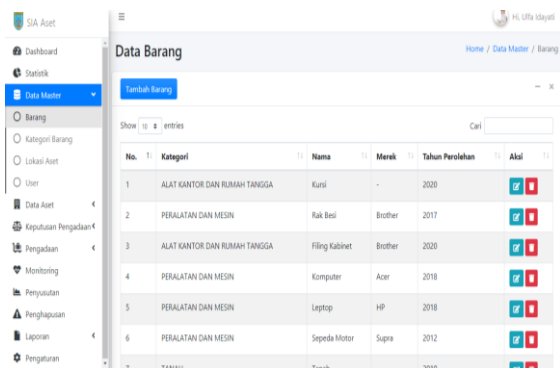 SIA Aset
Hi, Ulfa Idayati
Dashboard
Statistik
Data Master
Barang
Kategori Barang
Lokasi Aset
User
Data Aset
Keputusan Pengadaan
Pengadaan
Monitoring
Penyusutan
Penghapusan
Laporan
Pengaturan
Data Barang
Home / Data Master / Barang
Tambah Barang
Show 10 entries
Cari
No. Kategori Nama Merek Tahun Perolehan Aksi
1 ALAT KANTOR DAN RUMAH TANGGA Kursi - 2020
2 PERALATAN DAN MESIN Rak Besi Brother 2017
3 ALAT KANTOR DAN RUMAH TANGGA Filing Kabinet Brother 2020
4 PERALATAN DAN MESIN Komputer Acer 2018
5 PERALATAN DAN MESIN Leptop HP 2018
6 PERALATAN DAN MESIN Sepeda Motor Supra 2012